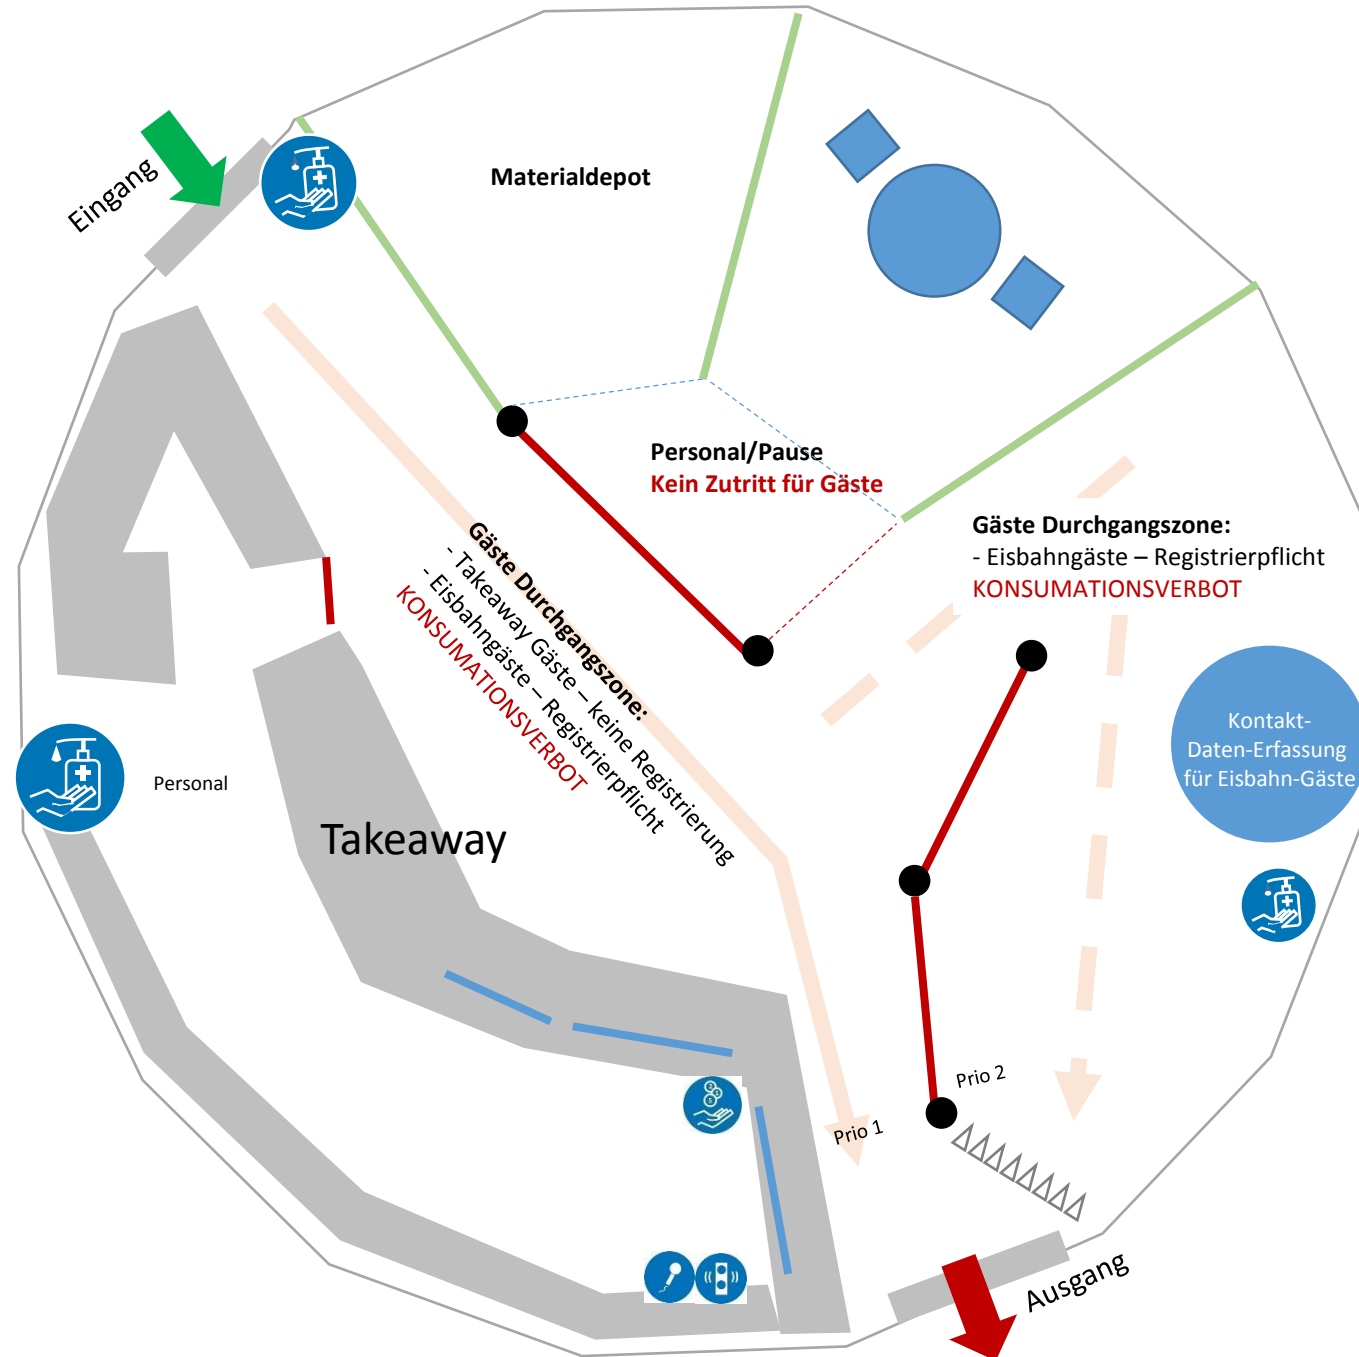 Eingang
Materialdepot
Personal/Pause
Kein Zutritt für Gäste
Gäste Durchgangszone:
- Eisbahngäste – Registrierpflicht
KONSUMATIONSVERBOT
Gäste Durchgangszone:
- Takeaway Gäste – keine Registrierung
- Eisbahngäste – Registrierpflicht
KONSUMATIONSVERBOT
Kontakt-
Daten-Erfassung
für Eisbahn-Gäste
Personal
Takeaway
Prio 2
Prio 1
Ausgang